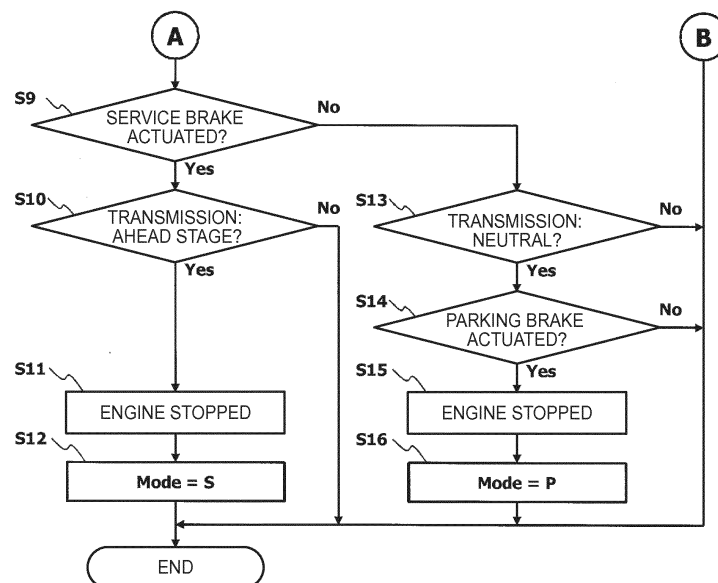 A
B
S9
SERVICE BRAKE
ACTUATED?
No
Yes
S10
TRANSMISSION:
AHEAD STAGE?
No
Yes
S13
TRANSMISSION:
NEUTRAL?
No
Yes
S14
PARKING BRAKE
ACTUATED?
No
Yes
S11
ENGINE STOPPED
S15
ENGINE STOPPED
S12
Mode = S
S16
Mode = P
END